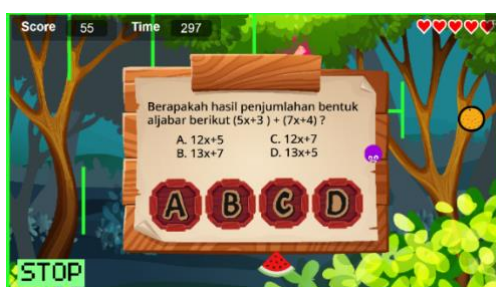 Score 55 Time 297
Berapakah hasil penjumlahan bentuk
aljabar berikut (5x+3 ) + (7x+4) ?
A. 12x+5 C. 12x+7
B. 13x+7 D. 13x+5
A B C D
STOP